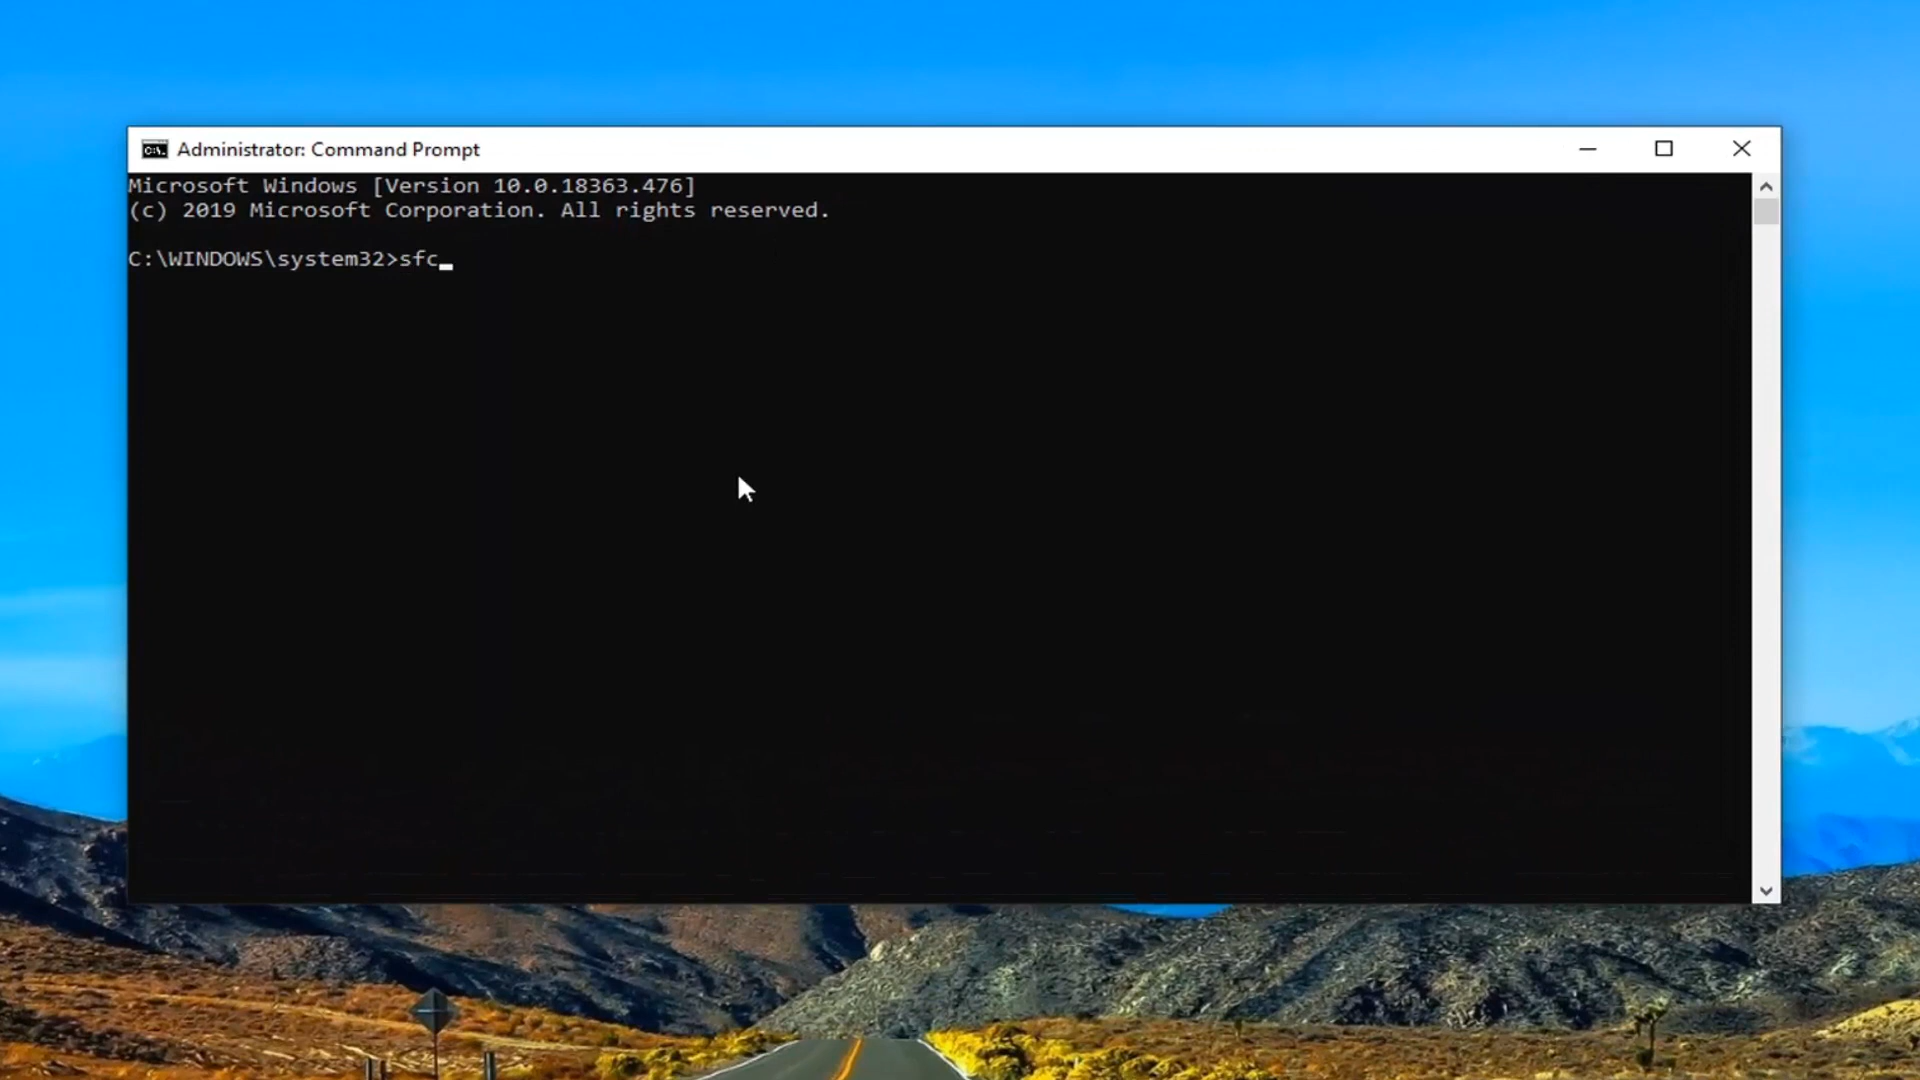 Administrator: Command Prompt
Microsoft Windows [Version 10.0.18363.476]
(c) 2019 Microsoft Corporation. All rights reserved.
C:\WINDOWS\system32>sfc